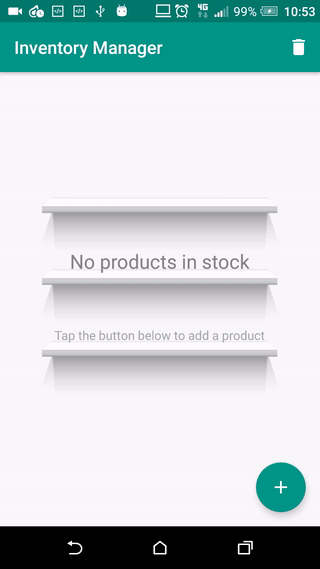 4G 99% 10:53
Inventory Manager
No products in stock
Tap the button below to add a product
+